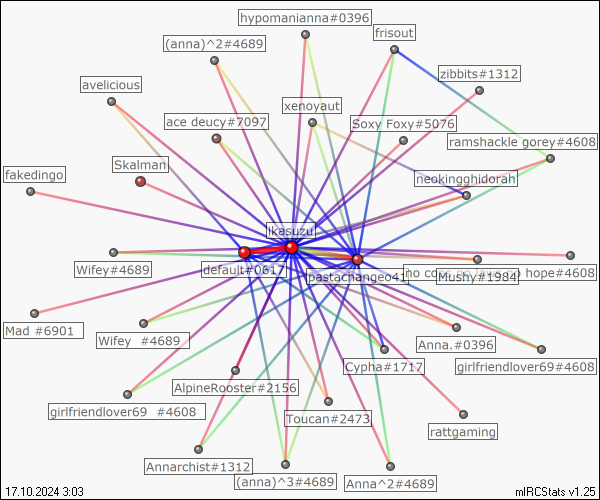 hypomanianna#0396
frisout
(anna)^2#4689
zibbits#1312
avelicious
xenoyaut
ace deucy#7097
Soxy Foxy#5076
ramshackle gorey#4608
Skalman
fakedingo
neokingghidorah
ikasuzu
Wifey#4689
default#0617
pastachangeo41
hope#4608
Mushy#1984
Mad #6901
Wifey #4689
Anna.#0396
Cypha#1717
girlfriendlover69#4608
AlpineRooster#2156
girlfriendlover69 #4608
Toucan#2473
rattgaming
Annarchist#1312
(anna)^3#4689
Anna^2#4689
17.10.2024 3:03
mIRCStats v1.25